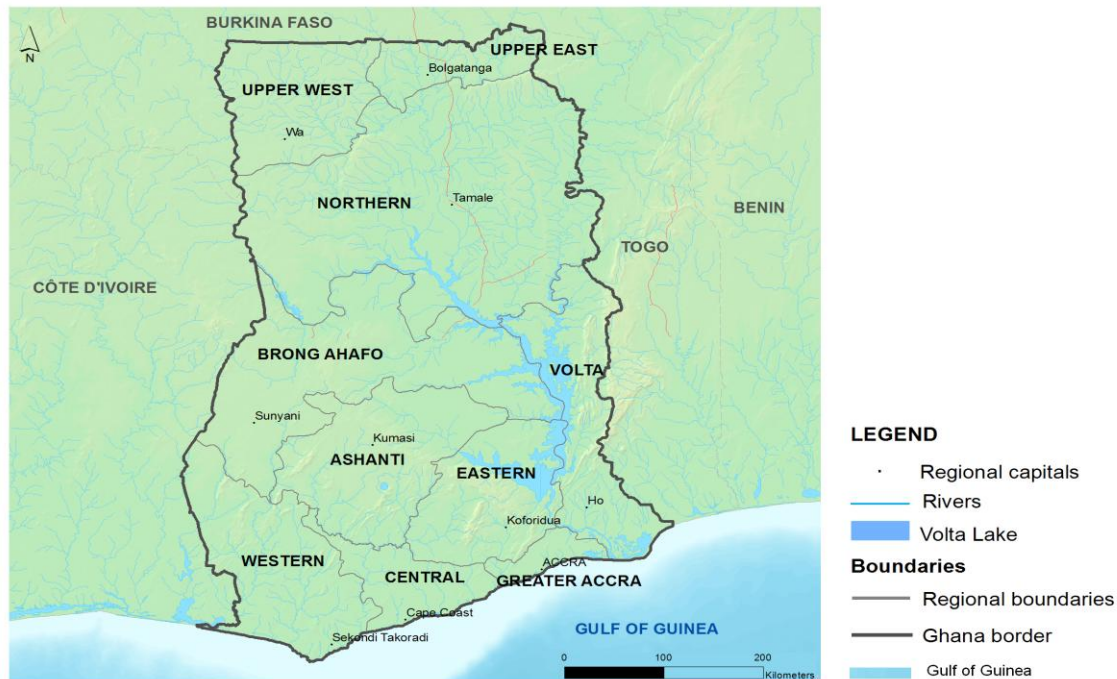 BURKINA FASO
N
UPPER EAST
Bolgatanga
UPPER WEST
Wa
NORTHERN
Tamale
BENIN
TOGO
CÔTE D'IVOIRE
BRONG AHAFO
VOLTA
Sunyani
Kumasi
ASHANTI
EASTERN
Ho
Koforidua
WESTERN
ACCRA
CENTRAL
GREATER ACCRA
Cape Coast
GULF OF GUINEA
Sekondi Takoradi
0 100 200
Kilometers
LEGEND
Regional capitals
Rivers
Volta Lake
Boundaries
Regional boundaries
Ghana border
Gulf of Guinea